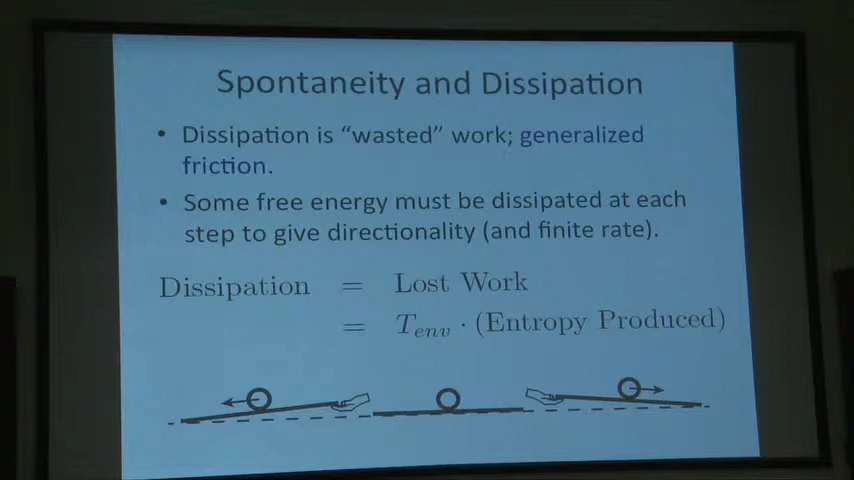 Spontaneity and Dissipation
• Dissipation is “wasted” work; generalized
friction.
• Some free energy must be dissipated at each
step to give directionality (and finite rate).
Dissipation = Lost Work
= T_env · (Entropy Produced)